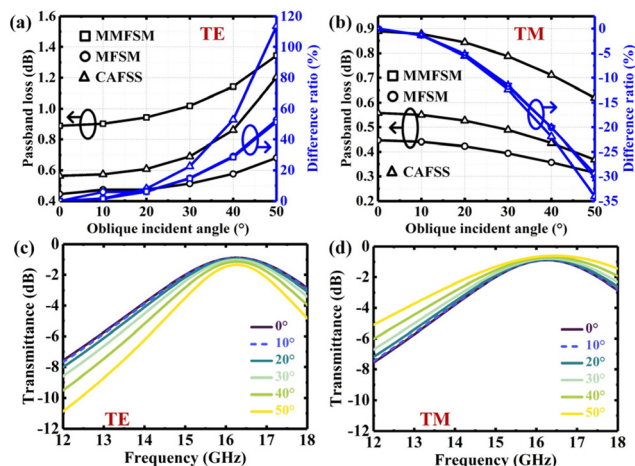 (a)
TE
MMFSM
MFSM
CAFSS
Passband loss (dB)
1.6
1.4
1.2
1.0
0.8
0.6
0.4
0 10 20 30 40 50
Oblique incident angle (°)
120
100
80
60
40
20
0
Difference ratio (%)
(b)
TM
MMFSM
MFSM
CAFSS
Passband loss (dB)
0.9
0.8
0.7
0.6
0.5
0.4
0.3
0.2
0 10 20 30 40 50
Oblique incident angle (°)
0
-5
-10
-15
-20
-25
-30
-35
Difference ratio (%)
(c)
Transmittance (dB)
0
-2
-4
-6
-8
-10
-12
0°
10°
20°
30°
40°
50°
TE
12 13 14 15 16 17 18
Frequency (GHz)
(d)
Transmittance (dB)
0
-2
-4
-6
-8
-10
-12
0°
10°
20°
30°
40°
50°
TM
12 13 14 15 16 17 18
Frequency (GHz)